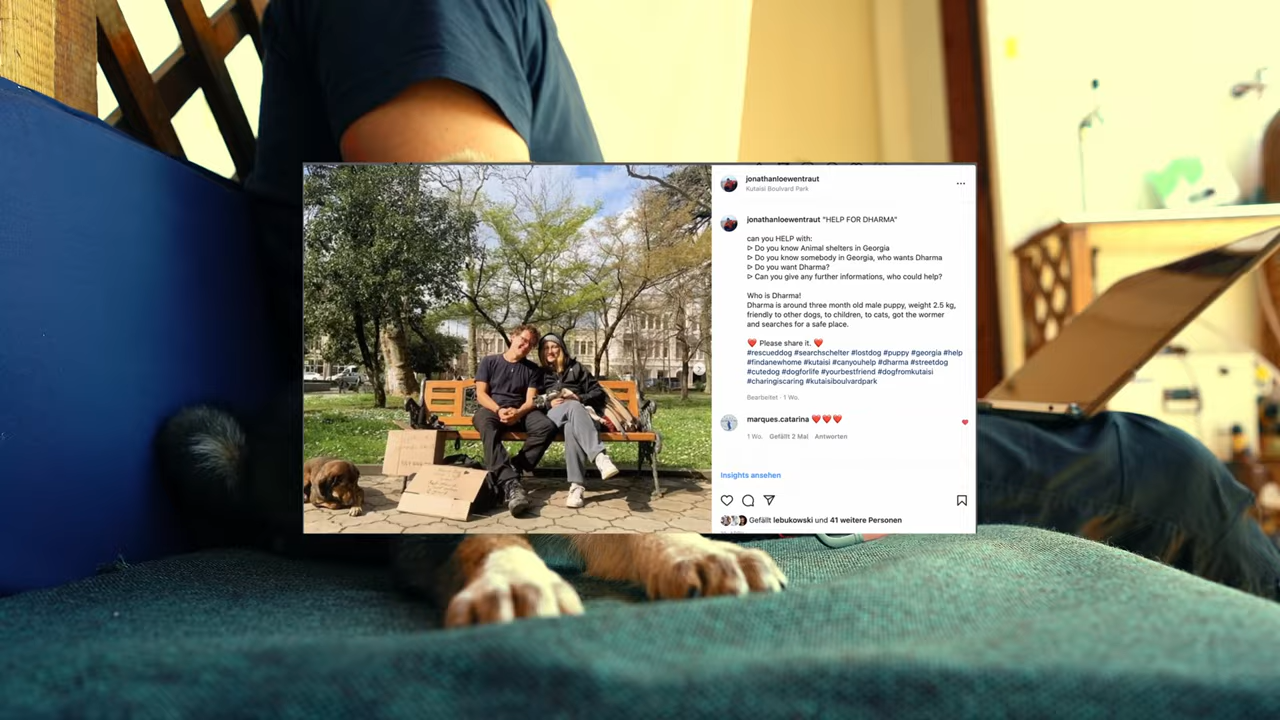 jonathanloewentraut
Kutaisi Boulvard Park
jonathanloewentraut "HELP FOR DHARMA"
can you HELP with:
▷ Do you know Animal shelters in Georgia
▷ Do you know somebody in Georgia, who wants Dharma
▷ Do you want Dharma?
▷ Can you give any further informations, who could help?
Who is Dharma!
Dharma is around three month old male puppy, weight 2.5 kg,
friendly to other dogs, to children, to cats, got the wormer
and searches for a safe place.
❤️ Please share it. ❤️
#rescueddog #searchschelter #lostdog #puppy #georgia #help
#findanewhome #kutaisi #canyouhelp #dharma #streetdog
#cutedog #dogforlife #yourbestfriend #dogfromkutaisi
#charingiscaring #kutaisiboulvardpark
Bearbeitet · 1 Wo.
marques.catarina ❤️❤️❤️
1 Wo. Gefällt 2 Mal Antworten
Insights ansehen
Gefällt lebukowski und 41 weitere Personen